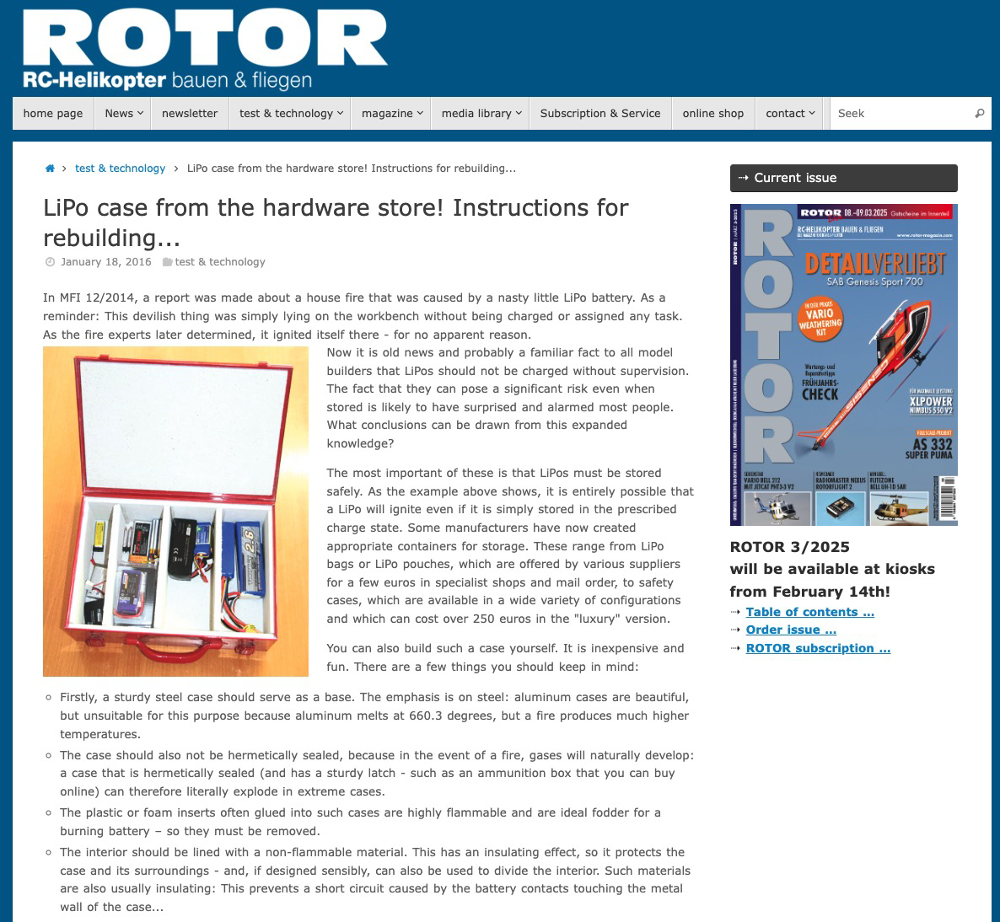 ROTOR
RC-Helikopter bauen & fliegen
home page
News
newsletter
test & technology
magazine
media library
Subscription & Service
online shop
contact
Seek
test & technology
LiPo case from the hardware store! Instructions for rebuilding...
LiPo case from the hardware store! Instructions for
rebuilding...
January 18, 2016
test & technology
In MFI 12/2014, a report was made about a house fire that was caused by a nasty little LiPo battery. As a
reminder: This devilish thing was simply lying on the workbench without being charged or assigned any task.
As the fire experts later determined, it ignited itself there - for no apparent reason.
Now it is old news and probably a familiar fact to all model
builders that LiPos should not be charged without supervision.
The fact that they can pose a significant risk even when
stored is likely to have surprised and alarmed most people.
What conclusions can be drawn from this expanded
knowledge?
The most important of these is that LiPos must be stored
safely. As the example above shows, it is entirely possible that
a LiPo will ignite even if it is simply stored in the prescribed
charge state. Some manufacturers have now created
appropriate containers for storage. These range from LiPo
bags or LiPo pouches, which are offered by various suppliers
for a few euros in specialist shops and mail order, to safety
cases, which are available in a wide variety of configurations
and which can cost over 250 euros in the "luxury" version.
You can also build such a case yourself. It is inexpensive and
fun. There are a few things you should keep in mind:
Firstly, a sturdy steel case should serve as a base. The emphasis is on steel: aluminum cases are beautiful,
but unsuitable for this purpose because aluminum melts at 660.3 degrees, but a fire produces much higher
temperatures.
The case should also not be hermetically sealed, because in the event of a fire, gases will naturally develop:
a case that is hermetically sealed (and has a sturdy latch - such as an ammunition box that you can buy
online) can therefore literally explode in extreme cases.
The plastic or foam inserts often glued into such cases are highly flammable and are ideal fodder for a
burning battery – so they must be removed.
The interior should be lined with a non-flammable material. This has an insulating effect, so it protects the
case and its surroundings - and, if designed sensibly, can also be used to divide the interior. Such materials
are also usually insulating: This prevents a short circuit caused by the battery contacts touching the metal
wall of the case...
2.6
Current issue
ROTOR 08.-09.03.2025 Gutscheine im Innenteil
RC-HELIKOPTER BAUEN & FLIEGEN
www.rotor-magazin.com
ROTOR
DETAILVERLIEBT
SAB Genesis Sport 700
IN DER PRAXIS
VARIO
WEATHERING
KIT
GENESIS
Wartungs- und
Reparaturtipps
FRÜHJAHRS-
CHECK
FÜR MAXIMALE LEISTUNG
XLPOWER
NIMBUS 550 V2
FULLSCALE-PROJEKT
AS 332
SUPER PUMA
VARIO BELL 212
MIT JETCAT PHT3-3 V2
RADIOMASTER NEXUS
ROTORFLIGHT 2
FLITEZONE
BELL UH-1D SAR
ROTOR 3/2025
will be available at kiosks
from February 14th!
Table of contents ...
Order issue ...
ROTOR subscription ...